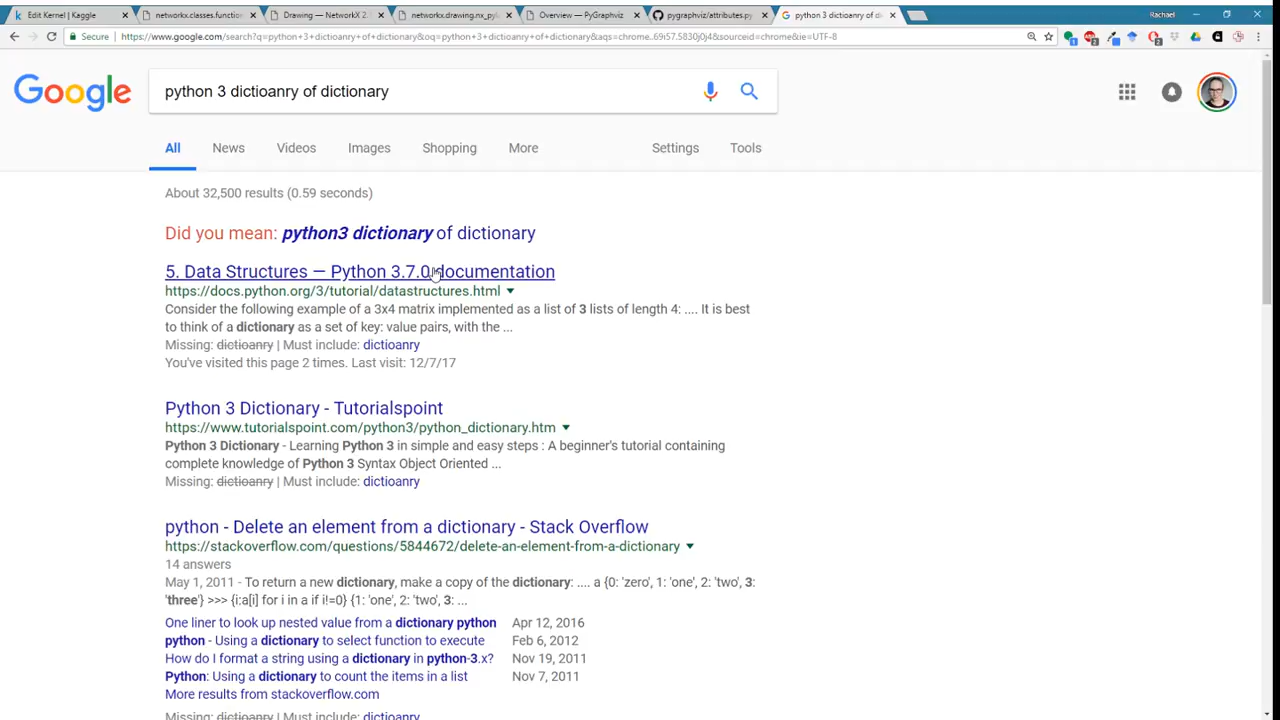 Edit Kernel | Kaggle
networkx.classes.functio
Drawing — NetworkX 2.
networkx.drawing.nx_pyl
Overview — PyGraphviz
pygraphviz/attributes.py
python 3 dictioanry of di
Rachael
Secure | https://www.google.com/search?q=python+3+dictioanry+of+dictionary&oq=python+3+dictioanry+of+dictionary&aqs=chrome..69i57.5830j0j4&sourceid=chrome&ie=UTF-8
Google
python 3 dictioanry of dictionary
All News Videos Images Shopping More Settings Tools
About 32,500 results (0.59 seconds)
Did you mean: python3 dictionary of dictionary
5. Data Structures — Python 3.7.0 documentation
https://docs.python.org/3/tutorial/datastructures.html
Consider the following example of a 3x4 matrix implemented as a list of 3 lists of length 4: .... It is best
to think of a dictionary as a set of key: value pairs, with the ...
Missing: dictioanry | Must include: dictioanry
You've visited this page 2 times. Last visit: 12/7/17
Python 3 Dictionary - Tutorialspoint
https://www.tutorialspoint.com/python3/python_dictionary.htm
Python 3 Dictionary - Learning Python 3 in simple and easy steps : A beginner's tutorial containing
complete knowledge of Python 3 Syntax Object Oriented ...
Missing: dictioanry | Must include: dictioanry
python - Delete an element from a dictionary - Stack Overflow
https://stackoverflow.com/questions/5844672/delete-an-element-from-a-dictionary
14 answers
May 1, 2011 - To return a new dictionary, make a copy of the dictionary: .... a {0: 'zero', 1: 'one', 2: 'two', 3:
'three'} >>> {i:a[i] for i in a if i!=0} {1: 'one', 2: 'two', 3: ...
One liner to look up nested value from a dictionary python Apr 12, 2016
python - Using a dictionary to select function to execute Feb 6, 2012
How do I format a string using a dictionary in python-3.x? Nov 19, 2011
Python: Using a dictionary to count the items in a list Nov 7, 2011
More results from stackoverflow.com
Missing: dictioanry | Must include: dictioanry